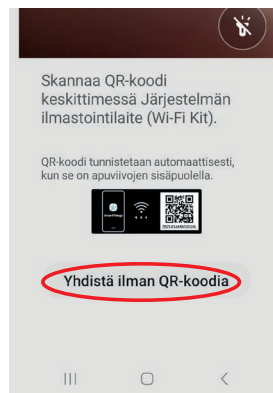 Skannaa QR-koodi
keskittimessä Järjestelmän
ilmastointilaite (Wi-Fi Kit).
QR-koodi tunnistetaan automaattisesti,
kun se on apuviivojen sisäpuolella.
Yhdistä ilman QR-koodia